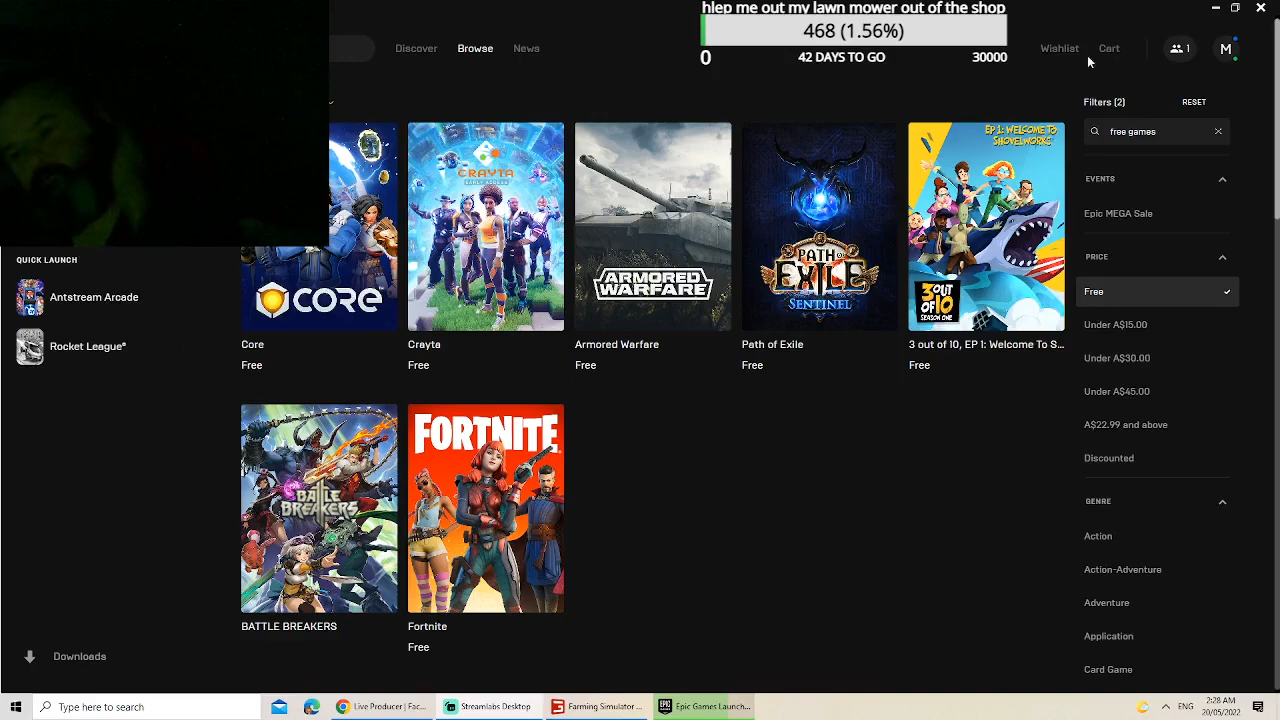 hlep me out my lawn mower out of the shop
468 (1.56%)
0 42 DAYS TO GO 30000
Discover Browse News
Wishlist Cart 1 M
Filters (2) RESET
free games
EVENTS
Epic MEGA Sale
PRICE
Free
Under A$15.00
Under A$30.00
Under A$45.00
A$22.99 and above
Discounted
GENRE
Action
Action-Adventure
Adventure
Application
Card Game
QUICK LAUNCH
Antstream Arcade
Rocket League®
Downloads
CORE
CRAYTA
EARLY ACCESS
ARMORED
WARFARE
PATH OF
EXILE
SENTINEL
EP 1: WELCOME TO
SHOVELWORKS
3 OUT
OF 10
SEASON ONE
Core
Free
Crayta
Free
Armored Warfare
Free
Path of Exile
Free
3 out of 10, EP 1: Welcome To S...
Free
BATTLE
BREAKERS
FORTNITE
BATTLE BREAKERS
Fortnite
Free
Type here to search
Live Producer | Fac...
Streamlabs Desktop
Farming Simulator ...
EPIC GAMES
Epic Games Launch...
ENG
2:28 AM
20/05/2022